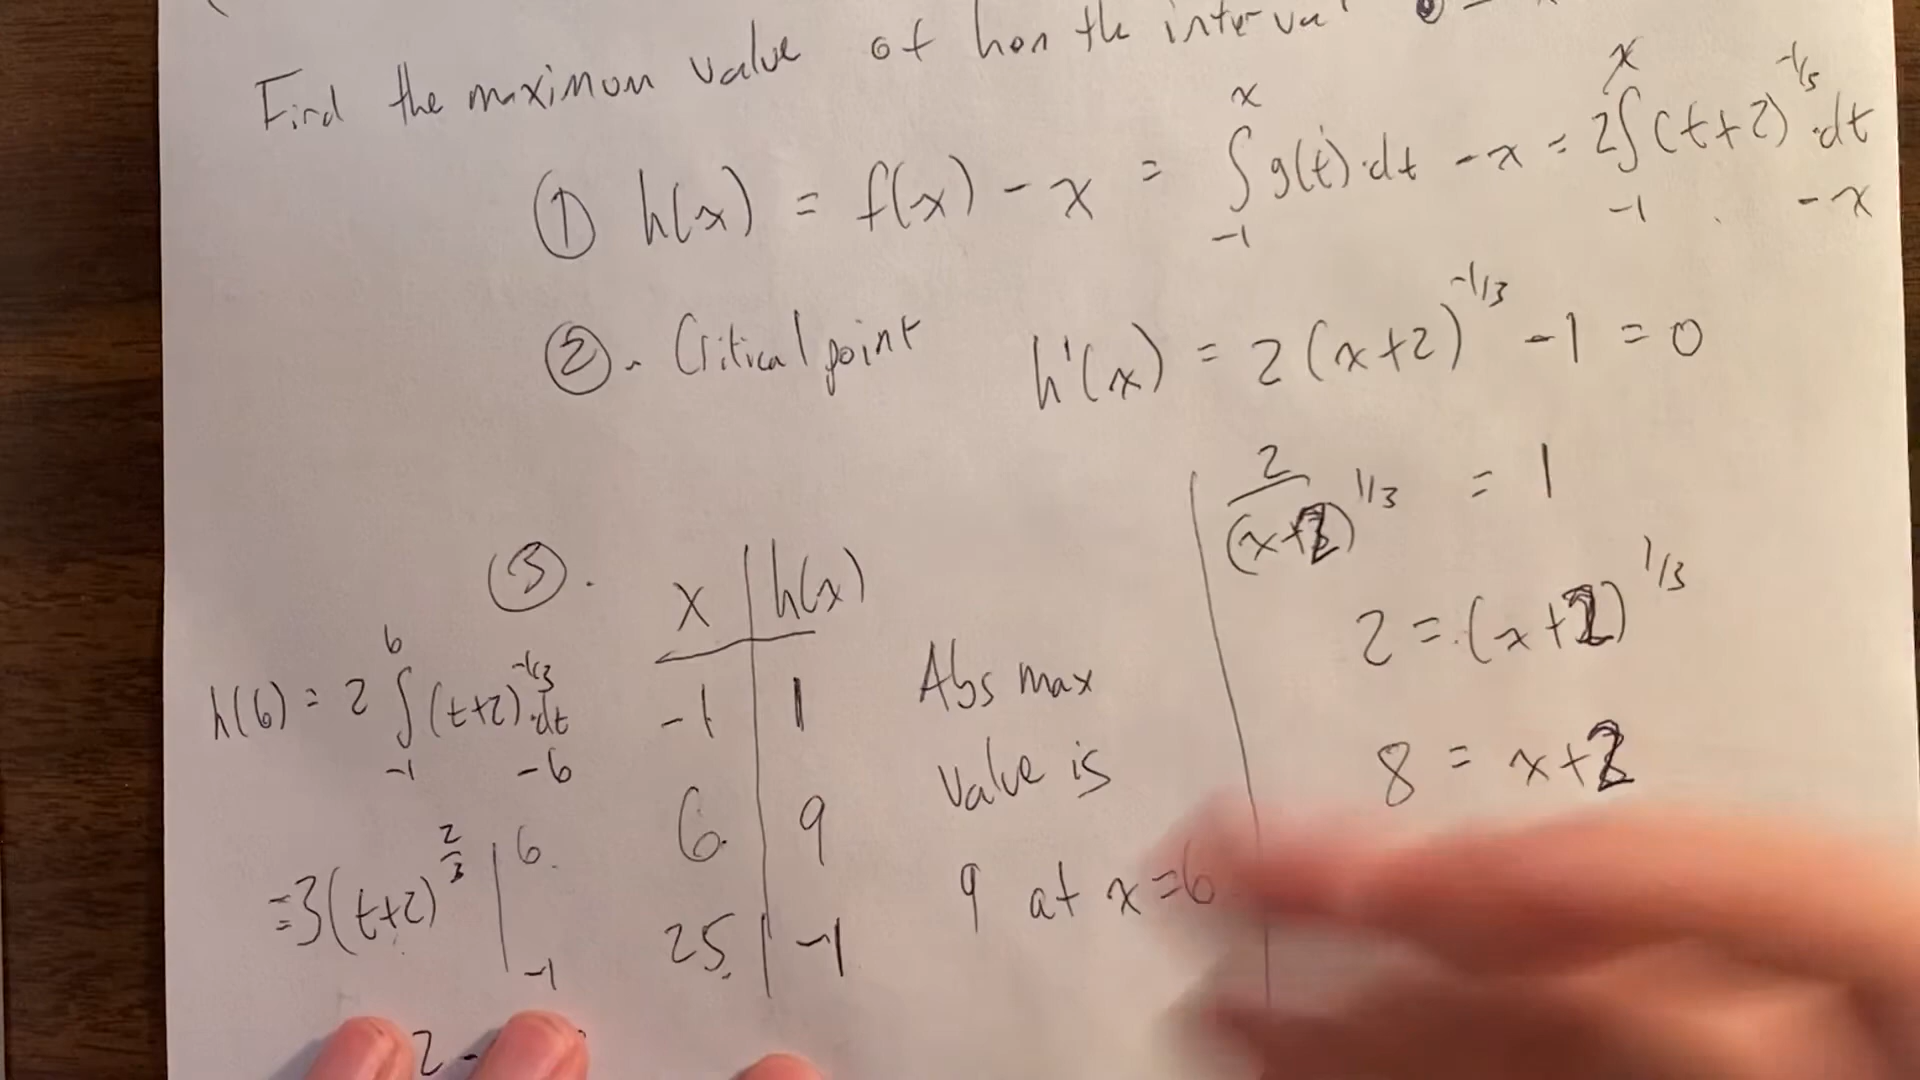 Find the maximum value of h on the interval
① h(x) = f(x) - x = ∫_{-1}^{x} g(t)·dt - x = 2∫_{-1}^{x} (t+2)^{-1/3}·dt - x
②. Critical point h'(x) = 2(x+2)^{-1/3} - 1 = 0
2/(x+2)^{1/3} = 1
2 = (x+2)^{1/3}
8 = x+2
③.
x | h(x)
-1 | 1
6 | 9
25 | -1
h(6) = 2∫_{-1}^{6} (t+2)^{-1/3}·dt - 6
= 3(t+2)^{2/3} |_{-1}^{6}
Abs max
value is
9 at x=6